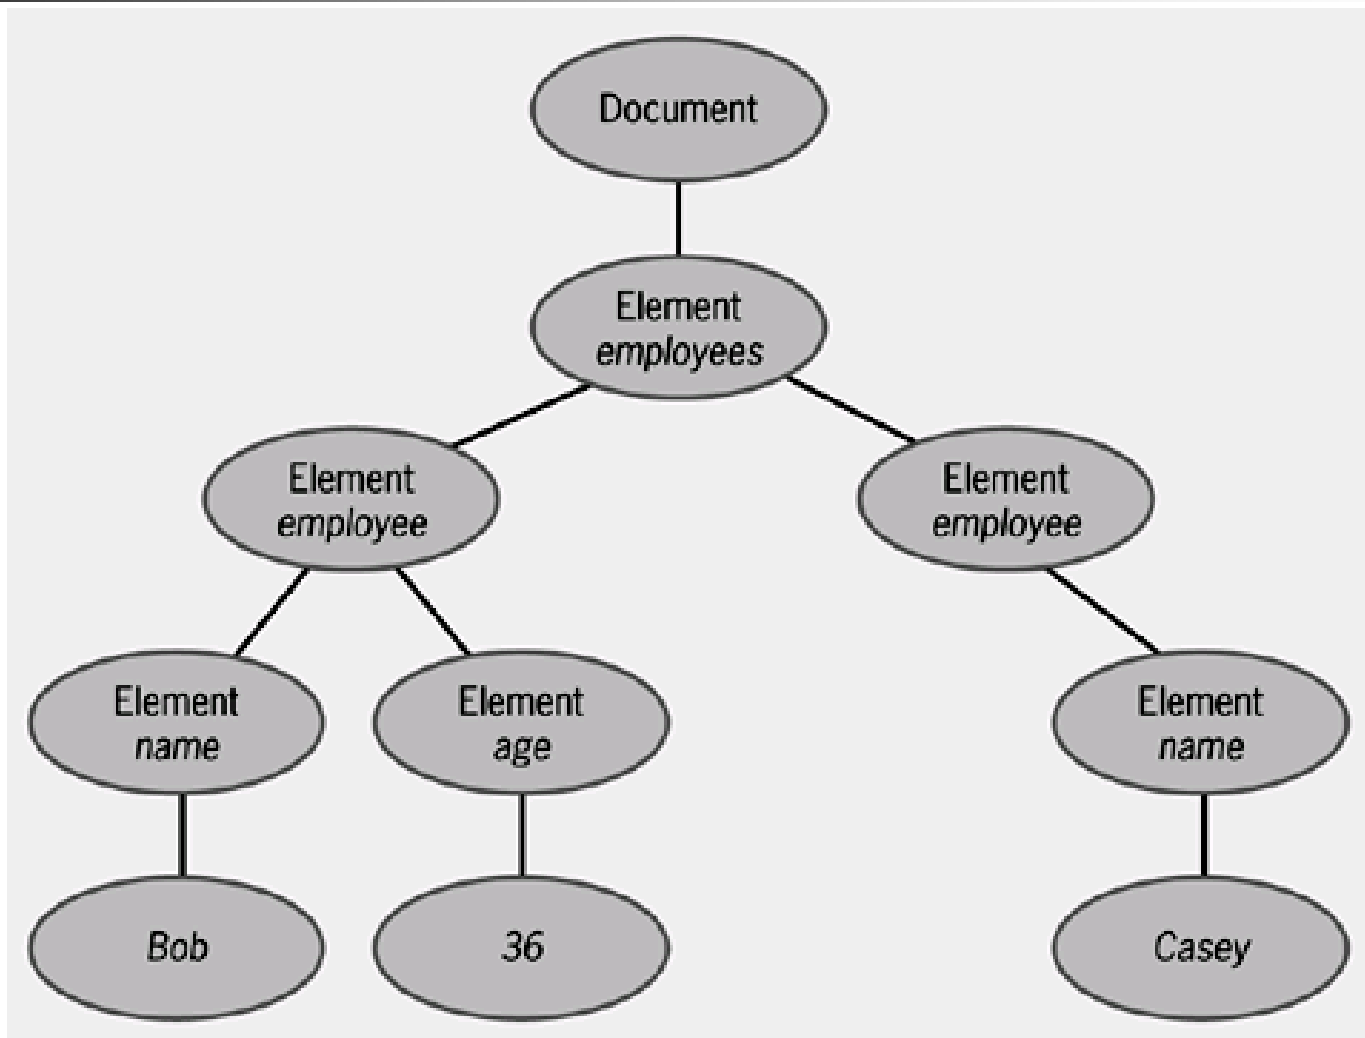 Document
Element
employees
Element
employee
Element
employee
Element
name
Element
age
Element
name
Bob
36
Casey